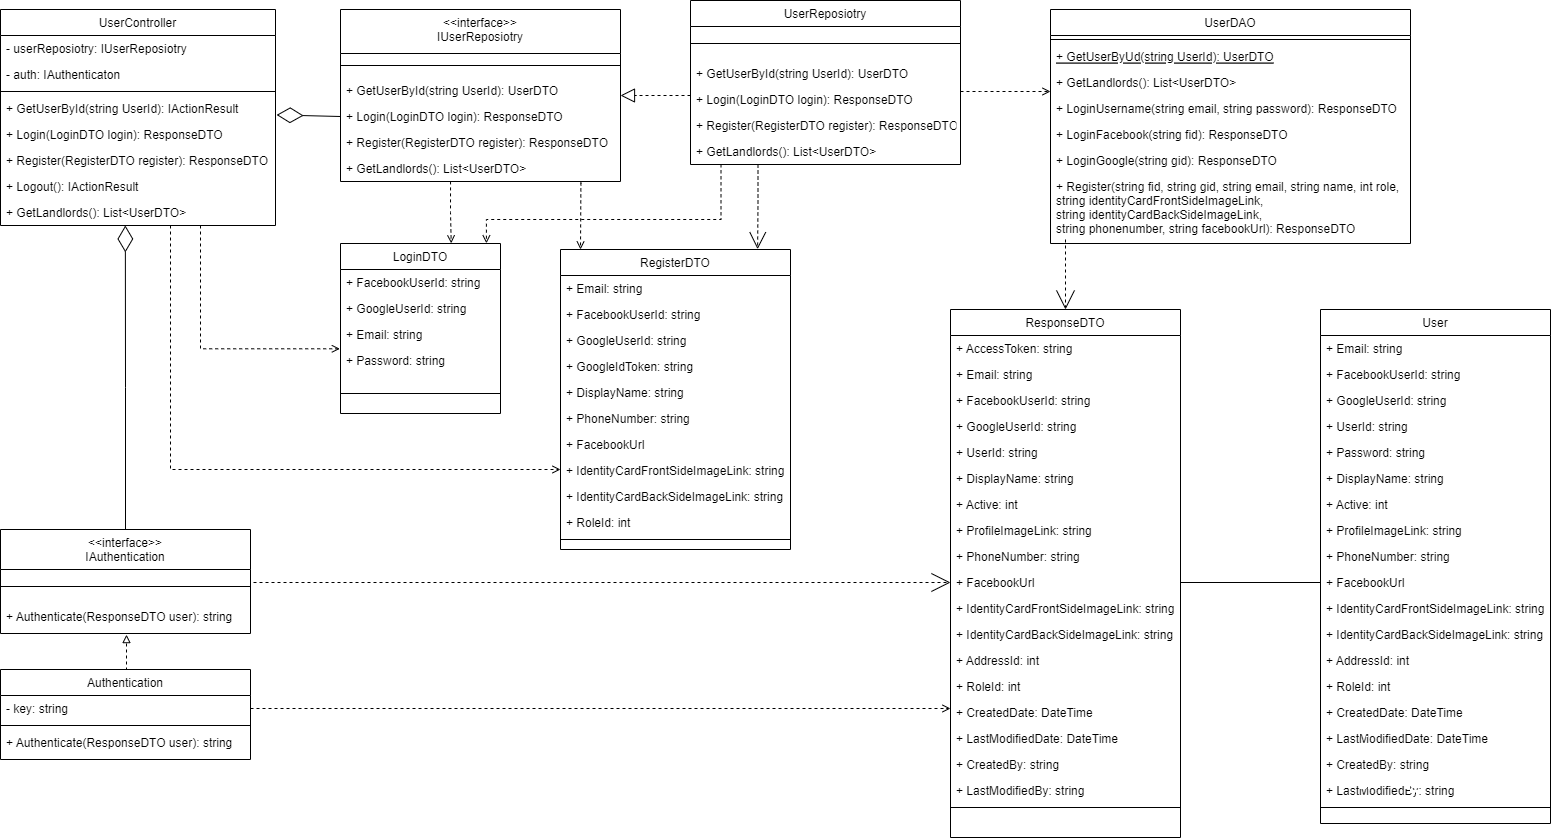 UserController
- userReposiotry: IUserReposiotry
- auth: IAuthenticaton
+ GetUserById(string UserId): IActionResult
+ Login(LoginDTO login): ResponseDTO
+ Register(RegisterDTO register): ResponseDTO
+ Logout(): IActionResult
+ GetLandlords(): List<UserDTO>
<<interface>>
IUserReposiotry
+ GetUserById(string UserId): UserDTO
+ Login(LoginDTO login): ResponseDTO
+ Register(RegisterDTO register): ResponseDTO
+ GetLandlords(): List<UserDTO>
UserReposiotry
+ GetUserById(string UserId): UserDTO
+ Login(LoginDTO login): ResponseDTO
+ Register(RegisterDTO register): ResponseDTO
+ GetLandlords(): List<UserDTO>
UserDAO
+ GetUserByUd(string UserId): UserDTO
+ GetLandlords(): List<UserDTO>
+ LoginUsername(string email, string password): ResponseDTO
+ LoginFacebook(string fid): ResponseDTO
+ LoginGoogle(string gid): ResponseDTO
+ Register(string fid, string gid, string email, string name, int role,
string identityCardFrontSideImageLink,
string identityCardBackSideImageLink,
string phonenumber, string facebookUrl): ResponseDTO
LoginDTO
+ FacebookUserId: string
+ GoogleUserId: string
+ Email: string
+ Password: string
RegisterDTO
+ Email: string
+ FacebookUserId: string
+ GoogleUserId: string
+ GoogleIdToken: string
+ DisplayName: string
+ PhoneNumber: string
+ FacebookUrl
+ IdentityCardFrontSideImageLink: string
+ IdentityCardBackSideImageLink: string
+ RoleId: int
ResponseDTO
+ AccessToken: string
+ Email: string
+ FacebookUserId: string
+ GoogleUserId: string
+ UserId: string
+ DisplayName: string
+ Active: int
+ ProfileImageLink: string
+ PhoneNumber: string
+ FacebookUrl
+ IdentityCardFrontSideImageLink: string
+ IdentityCardBackSideImageLink: string
+ AddressId: int
+ RoleId: int
+ CreatedDate: DateTime
+ LastModifiedDate: DateTime
+ CreatedBy: string
+ LastModifiedBy: string
User
+ Email: string
+ FacebookUserId: string
+ GoogleUserId: string
+ UserId: string
+ Password: string
+ DisplayName: string
+ Active: int
+ ProfileImageLink: string
+ PhoneNumber: string
+ FacebookUrl
+ IdentityCardFrontSideImageLink: string
+ IdentityCardBackSideImageLink: string
+ AddressId: int
+ RoleId: int
+ CreatedDate: DateTime
+ LastModifiedDate: DateTime
+ CreatedBy: string
+ LastModifiedBy: string
<<interface>>
IAuthentication
+ Authenticate(ResponseDTO user): string
Authentication
- key: string
+ Authenticate(ResponseDTO user): string